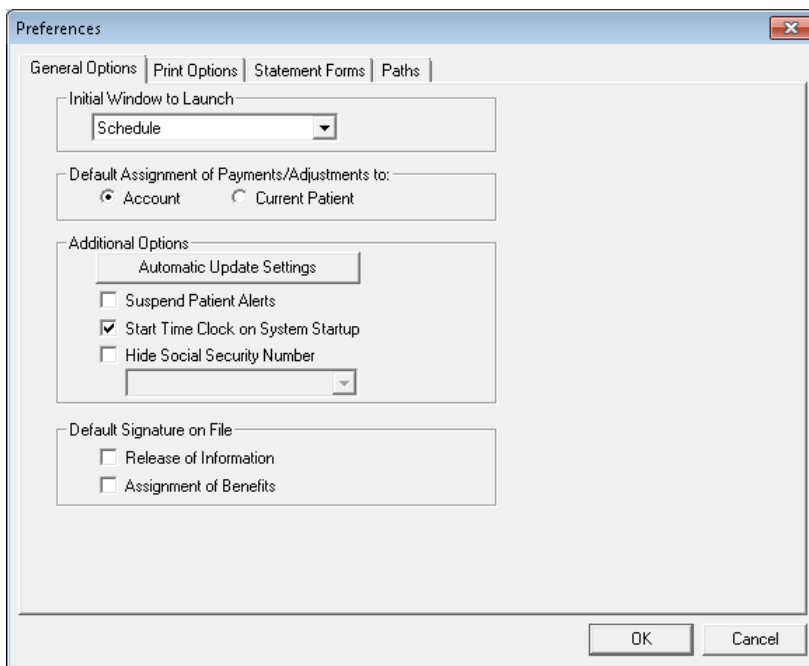 Preferences
General Options Print Options Statement Forms Paths
Initial Window to Launch
Schedule
Default Assignment of Payments/Adjustments to:
Account Current Patient
Additional Options
Automatic Update Settings
Suspend Patient Alerts
Start Time Clock on System Startup
Hide Social Security Number
Default Signature on File
Release of Information
Assignment of Benefits
OK Cancel